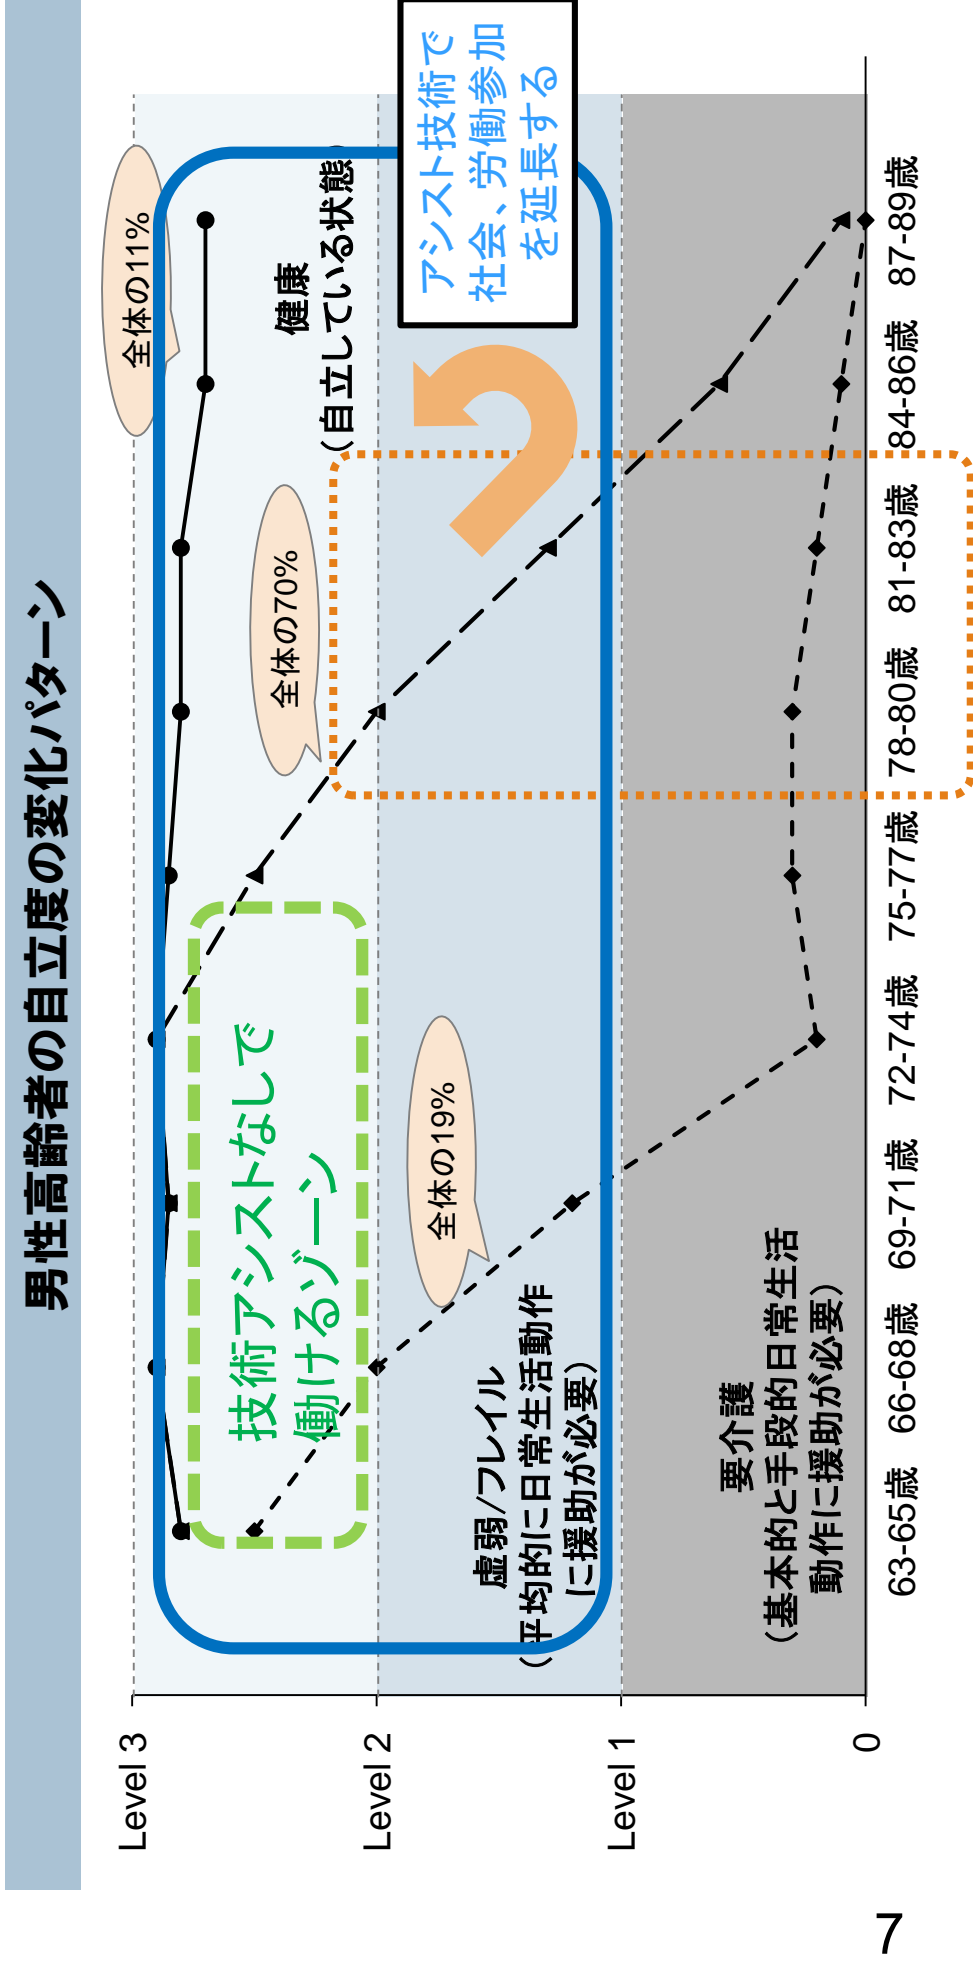 男性高齢者の自立度の変化パターン
Level 3
Level 2
Level 1
0
全体の11%
全体の70%
全体の19%
健康
（自立している状態）
アシスト技術で
社会、労働参加
を延長する
技術アシストなしで
働けるゾーン
虚弱/フレイル
（平均的に日常生活動作
に援助が必要）
要介護
（基本的と手段的日常生活
動作に援助が必要）
63-65歳
66-68歳
69-71歳
72-74歳
75-77歳
78-80歳
81-83歳
84-86歳
87-89歳
7